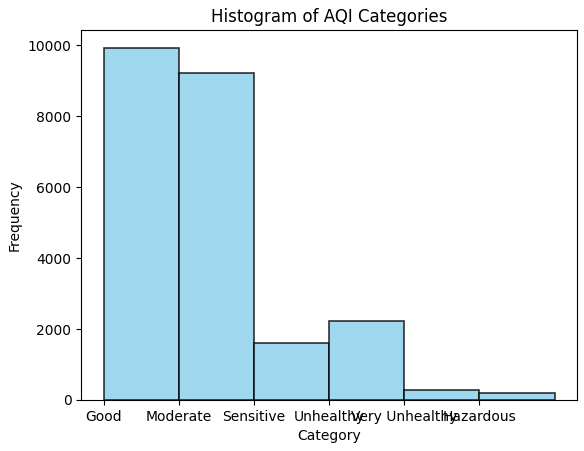 Histogram of AQI Categories
10000
8000
6000
4000
2000
0
Frequency
Good Moderate Sensitive Unhealthy Very Unhealthy Hazardous
Category